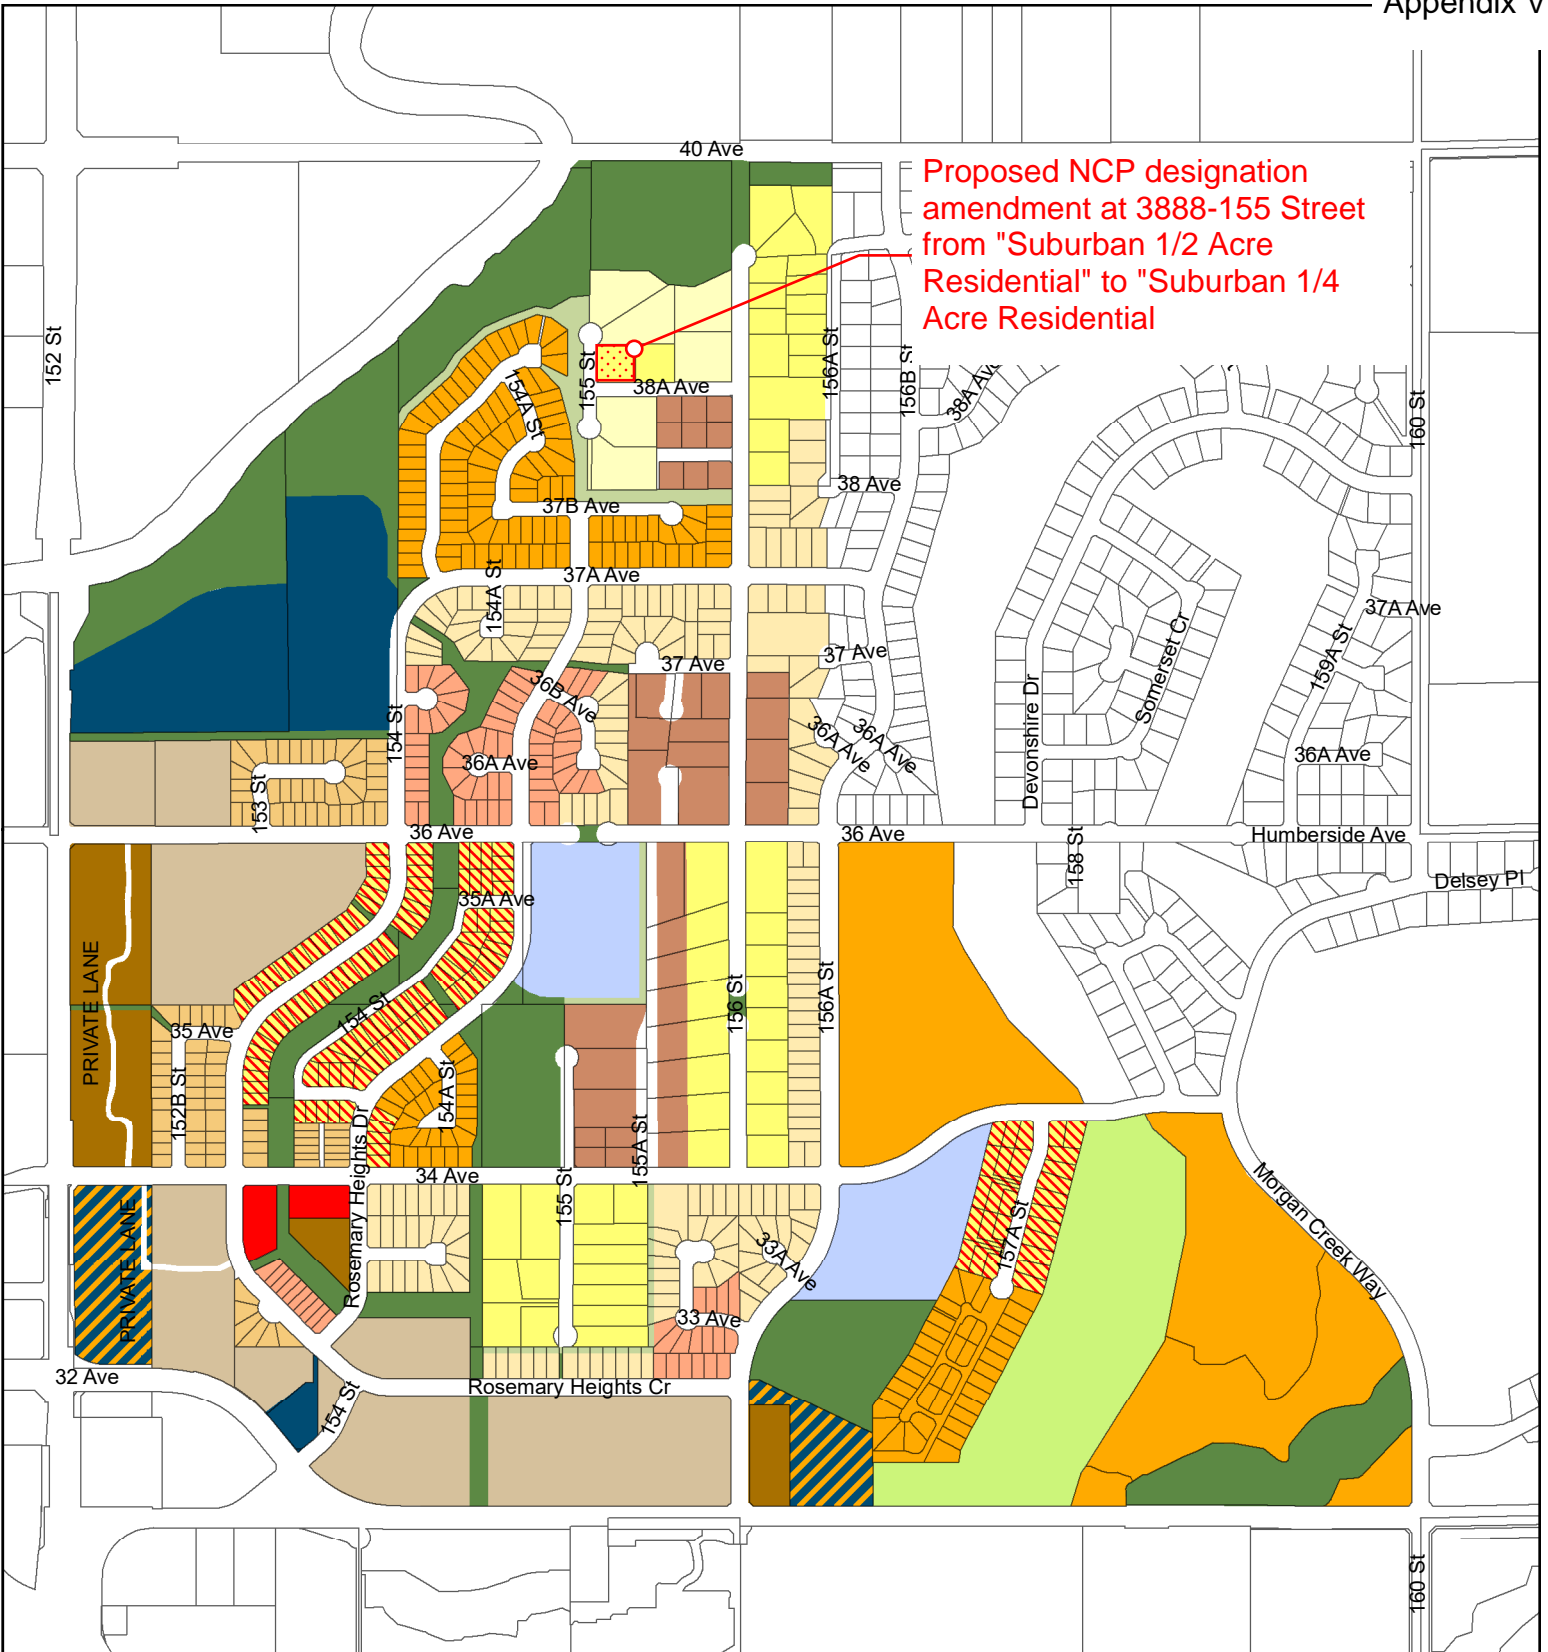 Appendix V
40 Ave
Proposed NCP designation
amendment at 3888-155 Street
from "Suburban 1/2 Acre
Residential" to "Suburban 1/4
Acre Residential
152 St
155 St
156A St
156B St
38A Ave
38A Ave
160 St
154A St
38 Ave
37B Ave
37A Ave
154A St
37A Ave
37 Ave
37 Ave
159A St
Somerset Cr
36B Ave
Devonshire Dr
154 St
36A Ave
36A Ave
36A Ave
36A Ave
153 St
36 Ave
36 Ave
Humberside Ave
158 St
Delsey Pl
35A Ave
PRIVATE LANE
156 St
156A St
154 St
35 Ave
152B St
154A St
Rosemary Heights Dr
155A St
34 Ave
155 St
PRIVATE LANE
157A St
33A Ave
Morgan Creek Way
33 Ave
32 Ave
Rosemary Heights Cr
154 St
160 St